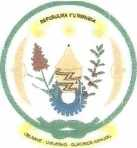 REPUBULIKA Y'U RWANDA
UBUMWE - UMURIMO - GUKUNDA IGIHUGU